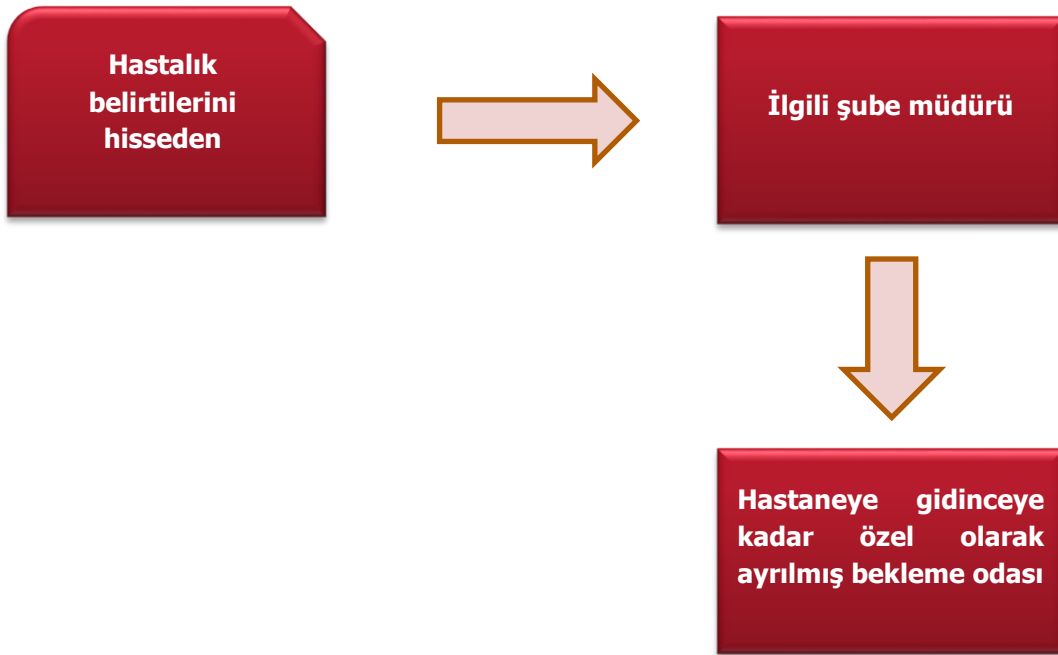 Hastalık
belirtilerini
hisseden
İlgili şube müdürü
Hastaneye gidinceye
kadar özel olarak
ayrılmış bekleme odası